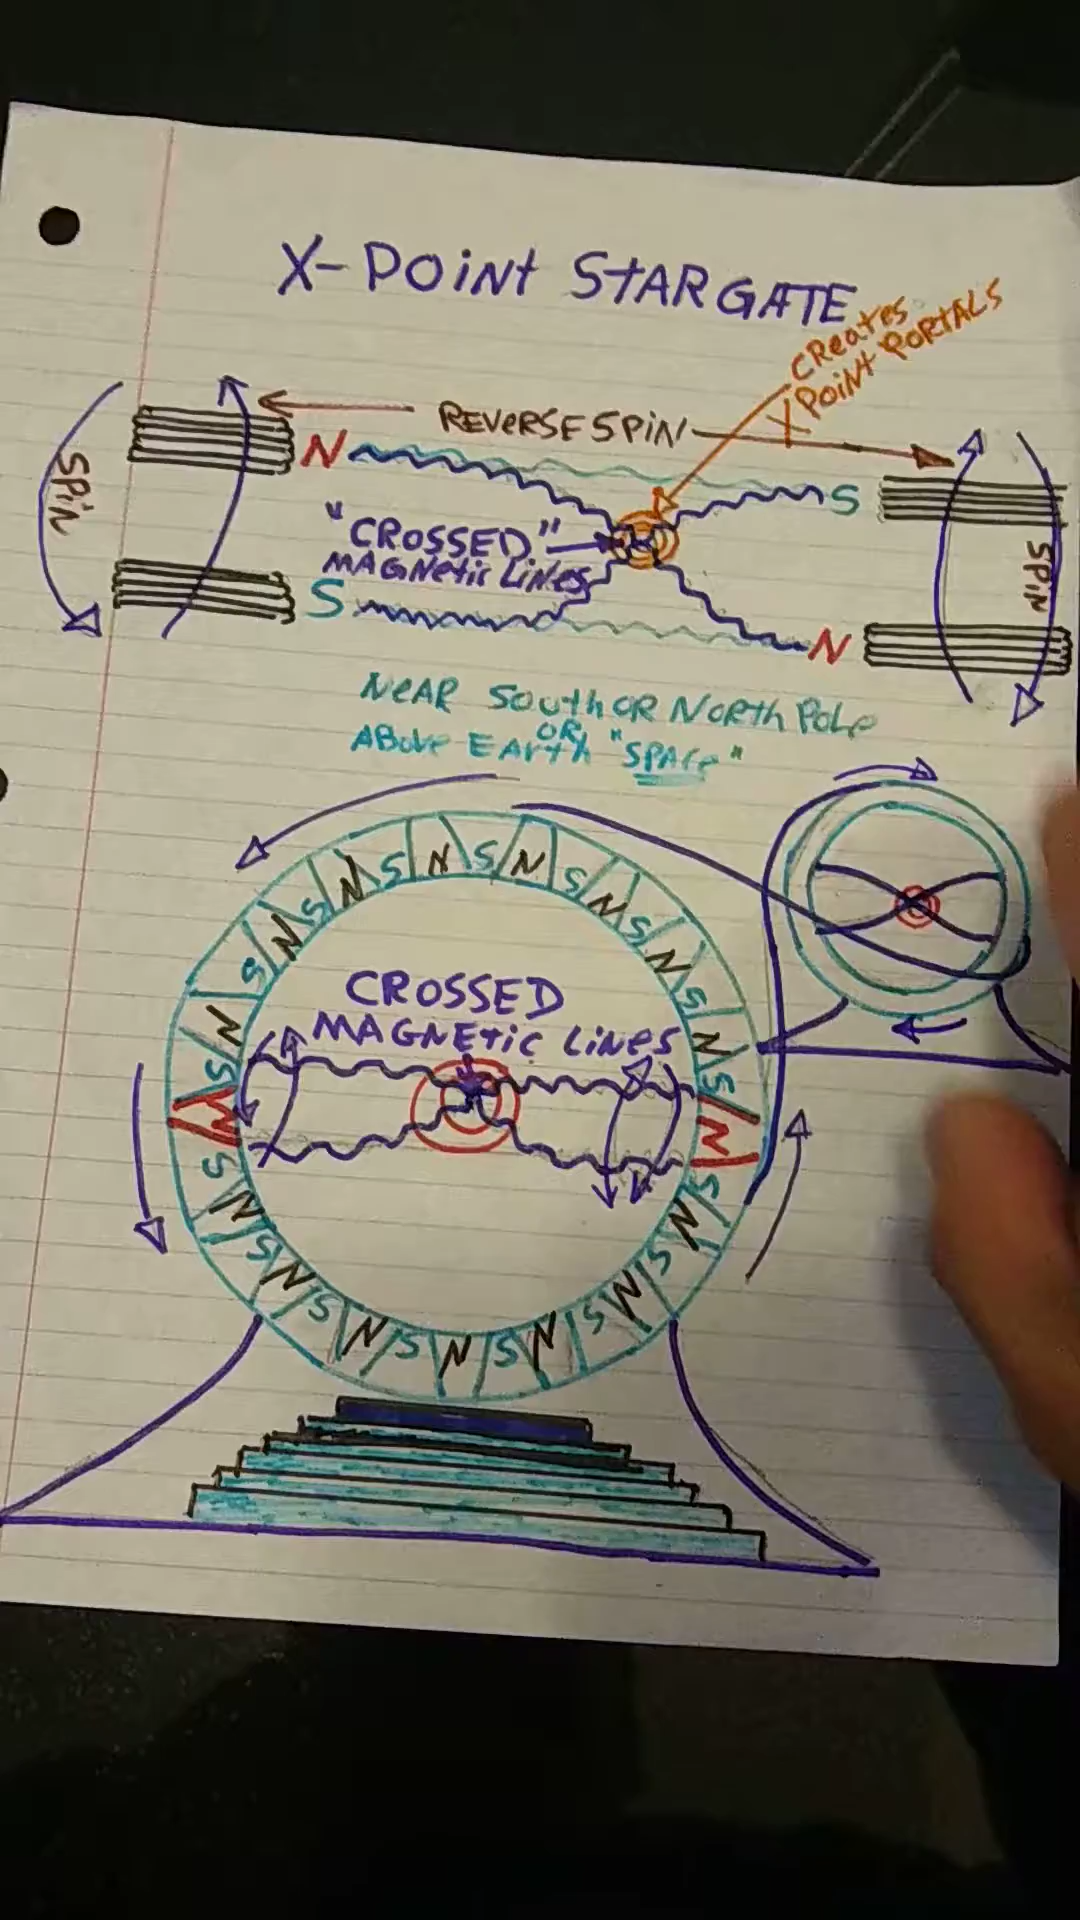 X-POiNt STARGATE
CReates
X POiNt PORtALS
REVERSE SPiN
N
S
SPiN
"CROSSED"
MAGNetic LiNes
S
N
SPiN
NeAR South OR NORth POle
OR
ABove EARth "SPACe"
N S N S N S N S N S N S N S N S N S N S N S N S N S
CROSSED
MAGNEtic LiNes